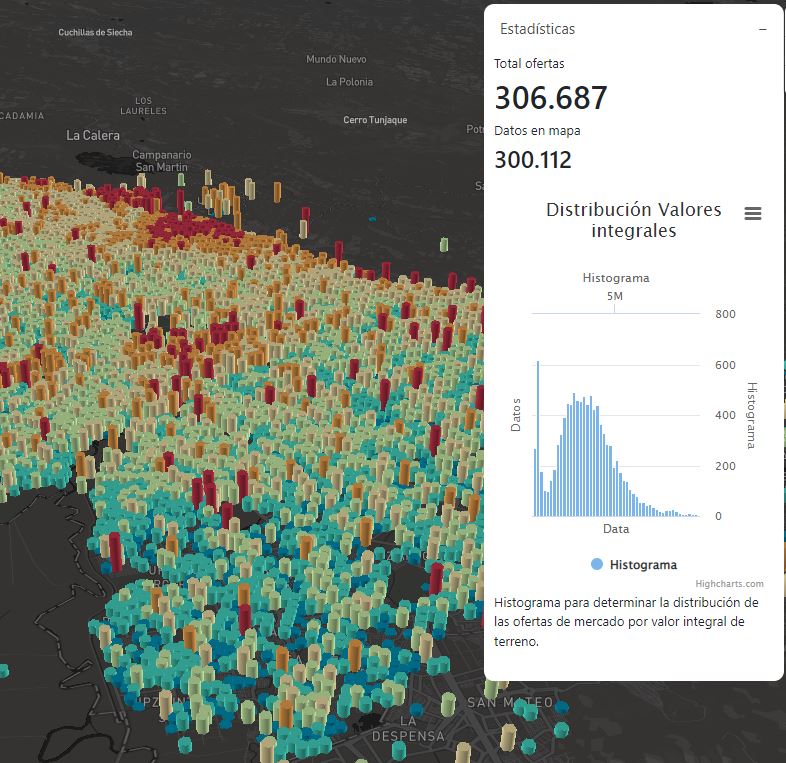 Cuchillas de Siecha
Mundo Nuevo
La Polonia
LOS
LAURELES
CADAMIA
Cerro Tunjaque
La Calera
Campanario
San Martin
LA
DESPENSA
SAN MATEO
Estadísticas
−
Total ofertas
306.687
Datos en mapa
300.112
Distribución Valores
integrales
Histograma
5M
800
600
400
200
0
Datos
Histograma
Data
Histograma
Highcharts.com
Histograma para determinar la distribución de
las ofertas de mercado por valor integral de
terreno.